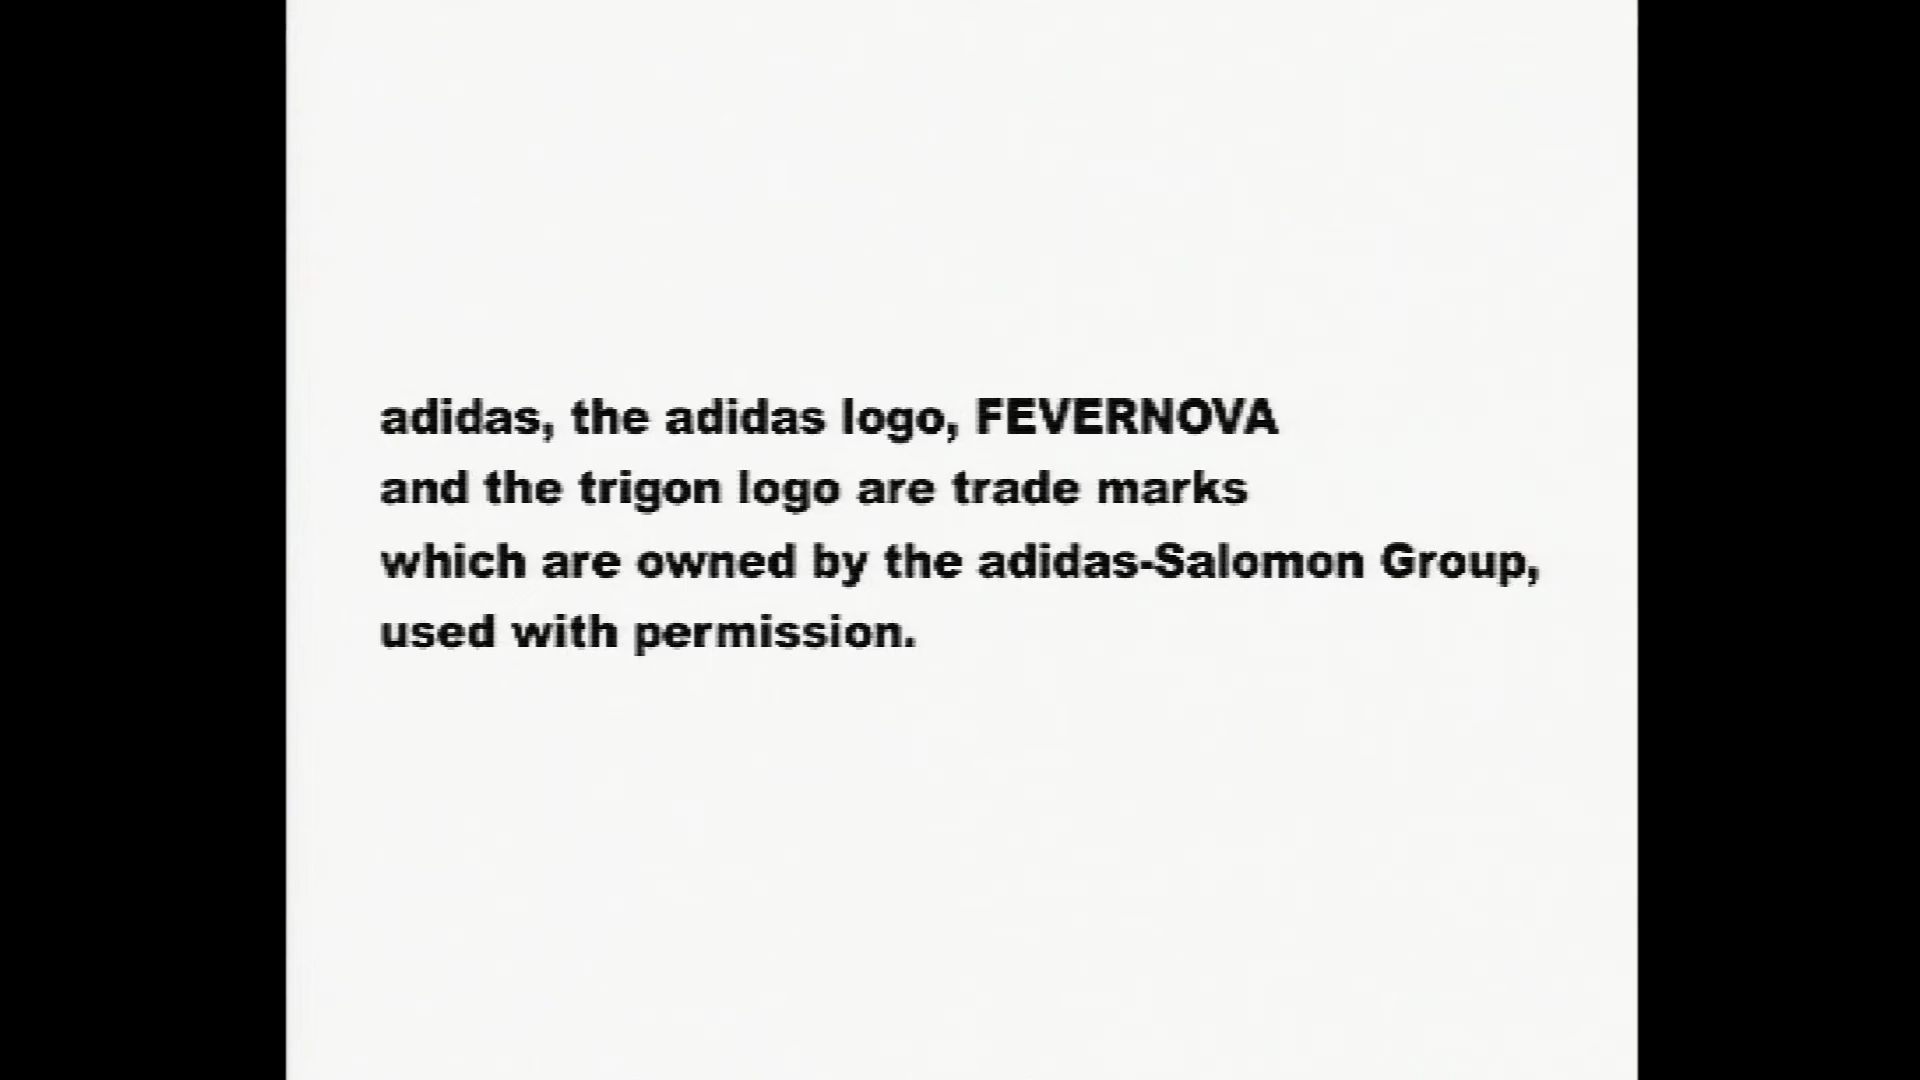 adidas, the adidas logo, FEVERNOVA
and the trigon logo are trade marks
which are owned by the adidas-Salomon Group,
used with permission.